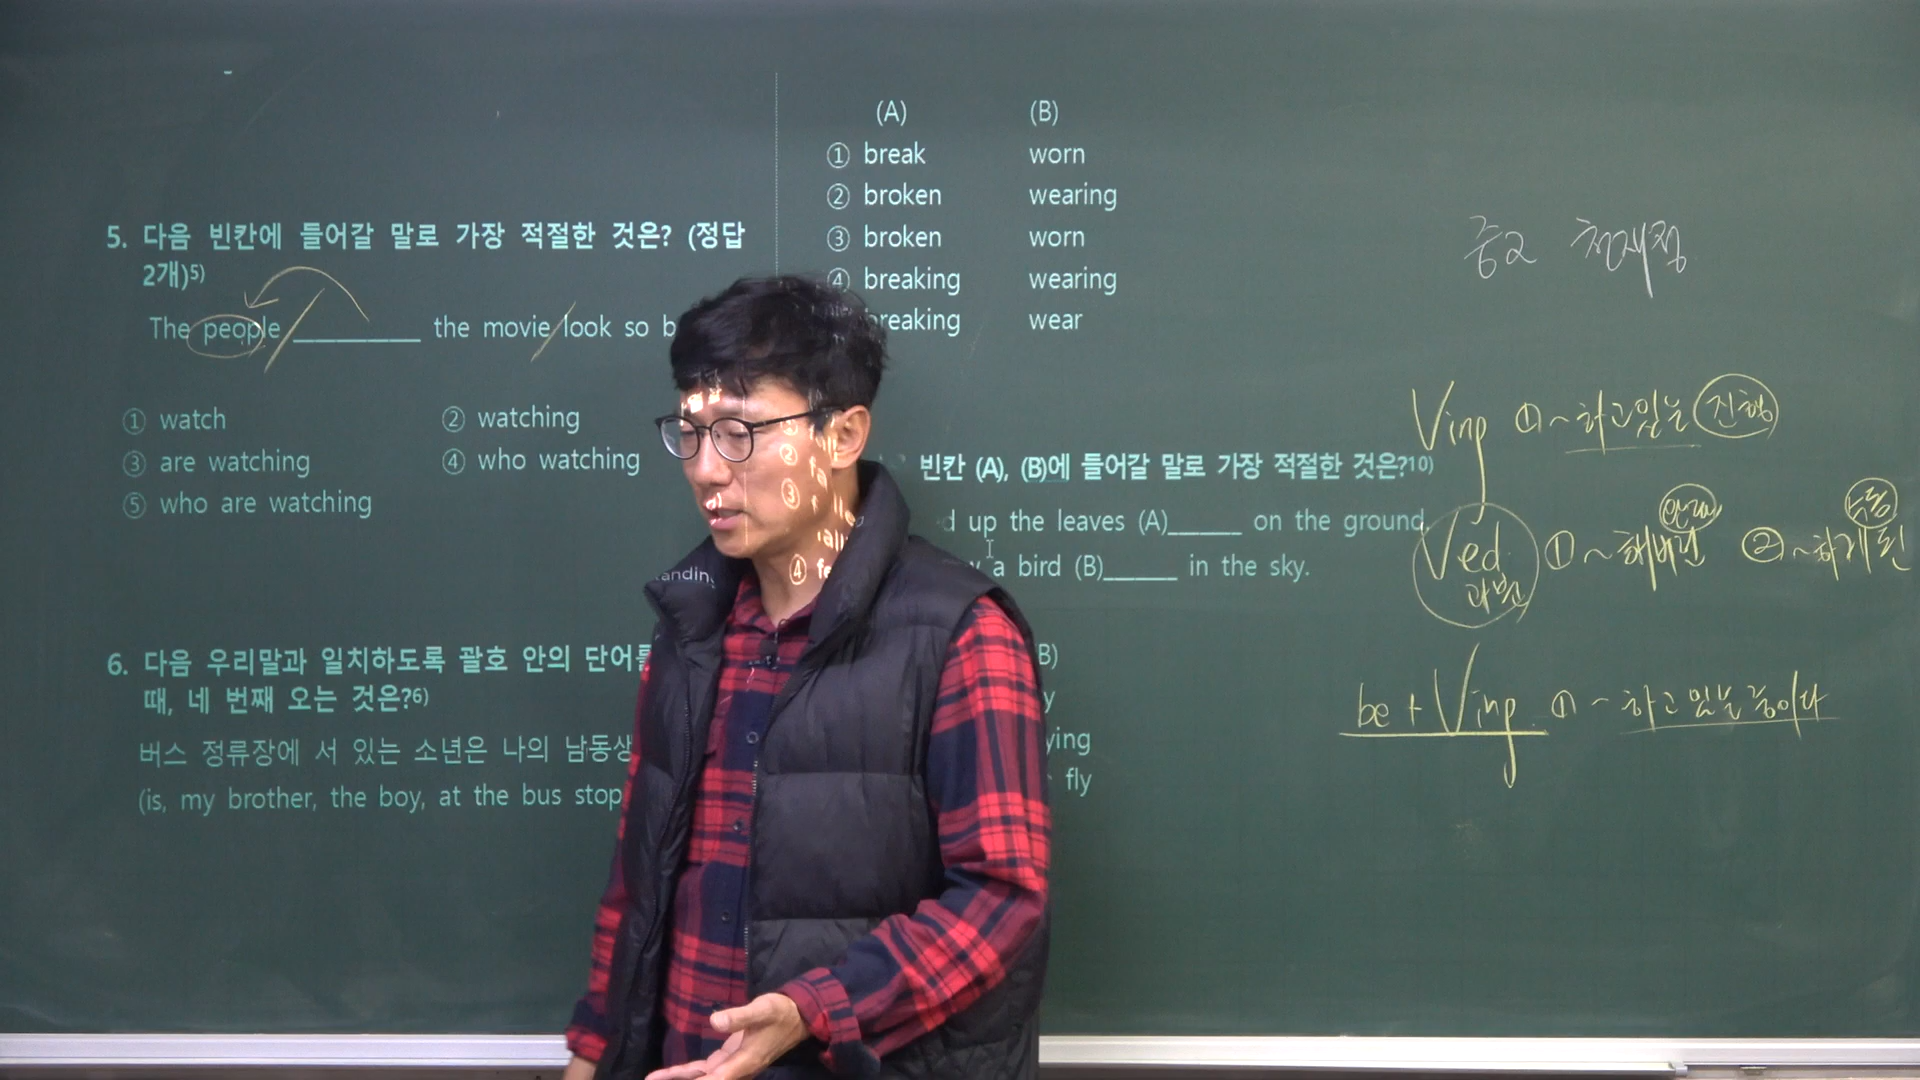 5. 다음 빈칸에 들어갈 말로 가장 적절한 것은? (정답
2개)5)
The people ________ the movie look so b
① watch ② watching
③ are watching ④ who watching
⑤ who are watching
6. 다음 우리말과 일치하도록 괄호 안의 단어를
때, 네 번째 오는 것은?6)
버스 정류장에 서 있는 소년은 나의 남동생
(is, my brother, the boy, at the bus stop
(A) (B)
① break worn
② broken wearing
③ broken worn
④ breaking wearing
reaking wear
빈칸 (A), (B)에 들어갈 말로 가장 적절한 것은?10)
d up the leaves (A)______ on the ground.
a bird (B)______ in the sky.
B)
y
ying
fly
②
③
④ fe
tandin
중2
Ving ① ~하고있는 진행
Ved ① ~해버린 완료 ② ~하게 된 수동
과분
be + Ving ① ~하고 있는 중이다